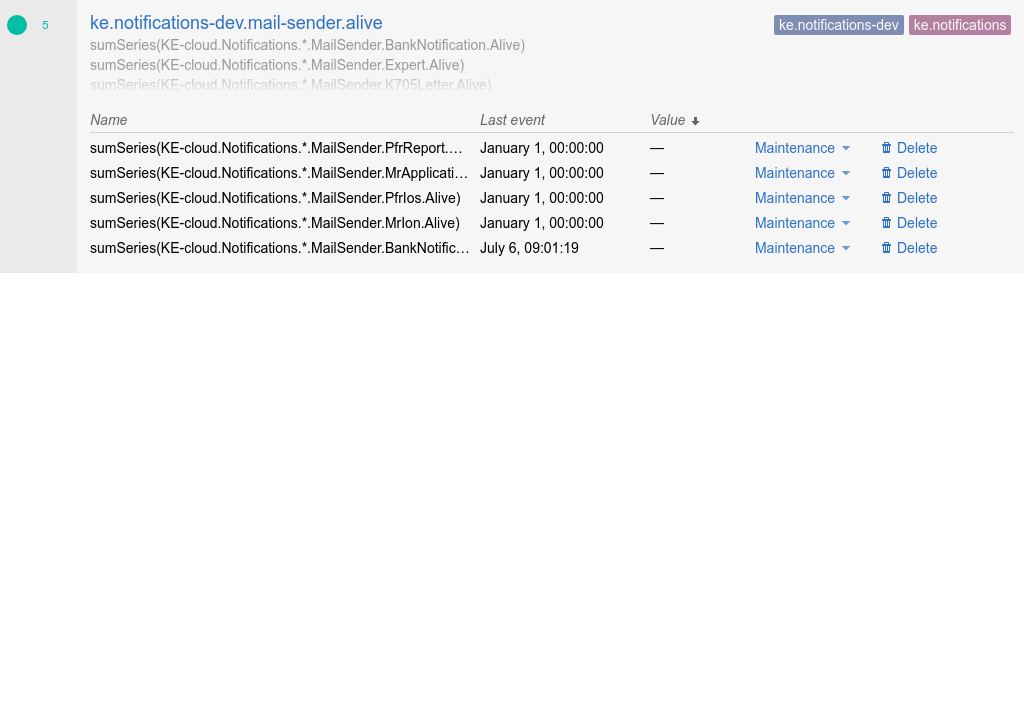 5
ke.notifications-dev.mail-sender.alive ke.notifications-dev ke.notifications
sumSeries(KE-cloud.Notifications.*.MailSender.BankNotification.Alive)
sumSeries(KE-cloud.Notifications.*.MailSender.Expert.Alive)
sumSeries(KE-cloud.Notifications.*.MailSender.K705Letter.Alive)
Name Last event Value
sumSeries(KE-cloud.Notifications.*.MailSender.PfrReport.… January 1, 00:00:00 — Maintenance Delete
sumSeries(KE-cloud.Notifications.*.MailSender.MrApplicati… January 1, 00:00:00 — Maintenance Delete
sumSeries(KE-cloud.Notifications.*.MailSender.PfrIos.Alive) January 1, 00:00:00 — Maintenance Delete
sumSeries(KE-cloud.Notifications.*.MailSender.MrIon.Alive) January 1, 00:00:00 — Maintenance Delete
sumSeries(KE-cloud.Notifications.*.MailSender.BankNotific… July 6, 09:01:19 — Maintenance Delete